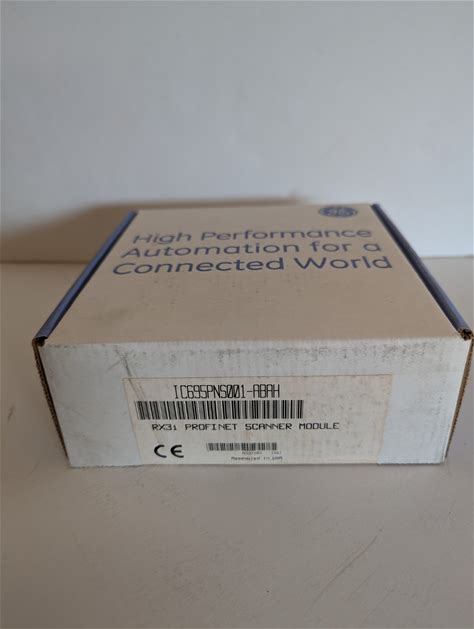 High Performance
Automation for a
Connected World
IC695PNS001-ABAH
RX3i PROFINET SCANNER MODULE
CE